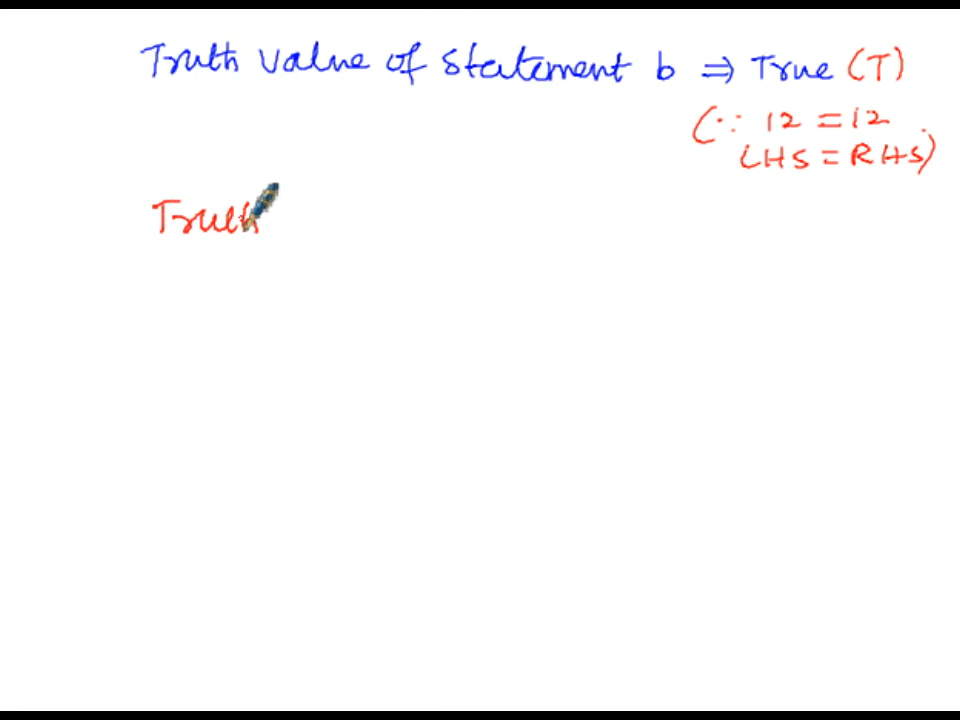 Truth value of statement b ⇒ True (T)
(∵ 12 = 12
LHS = RHS)
Truth